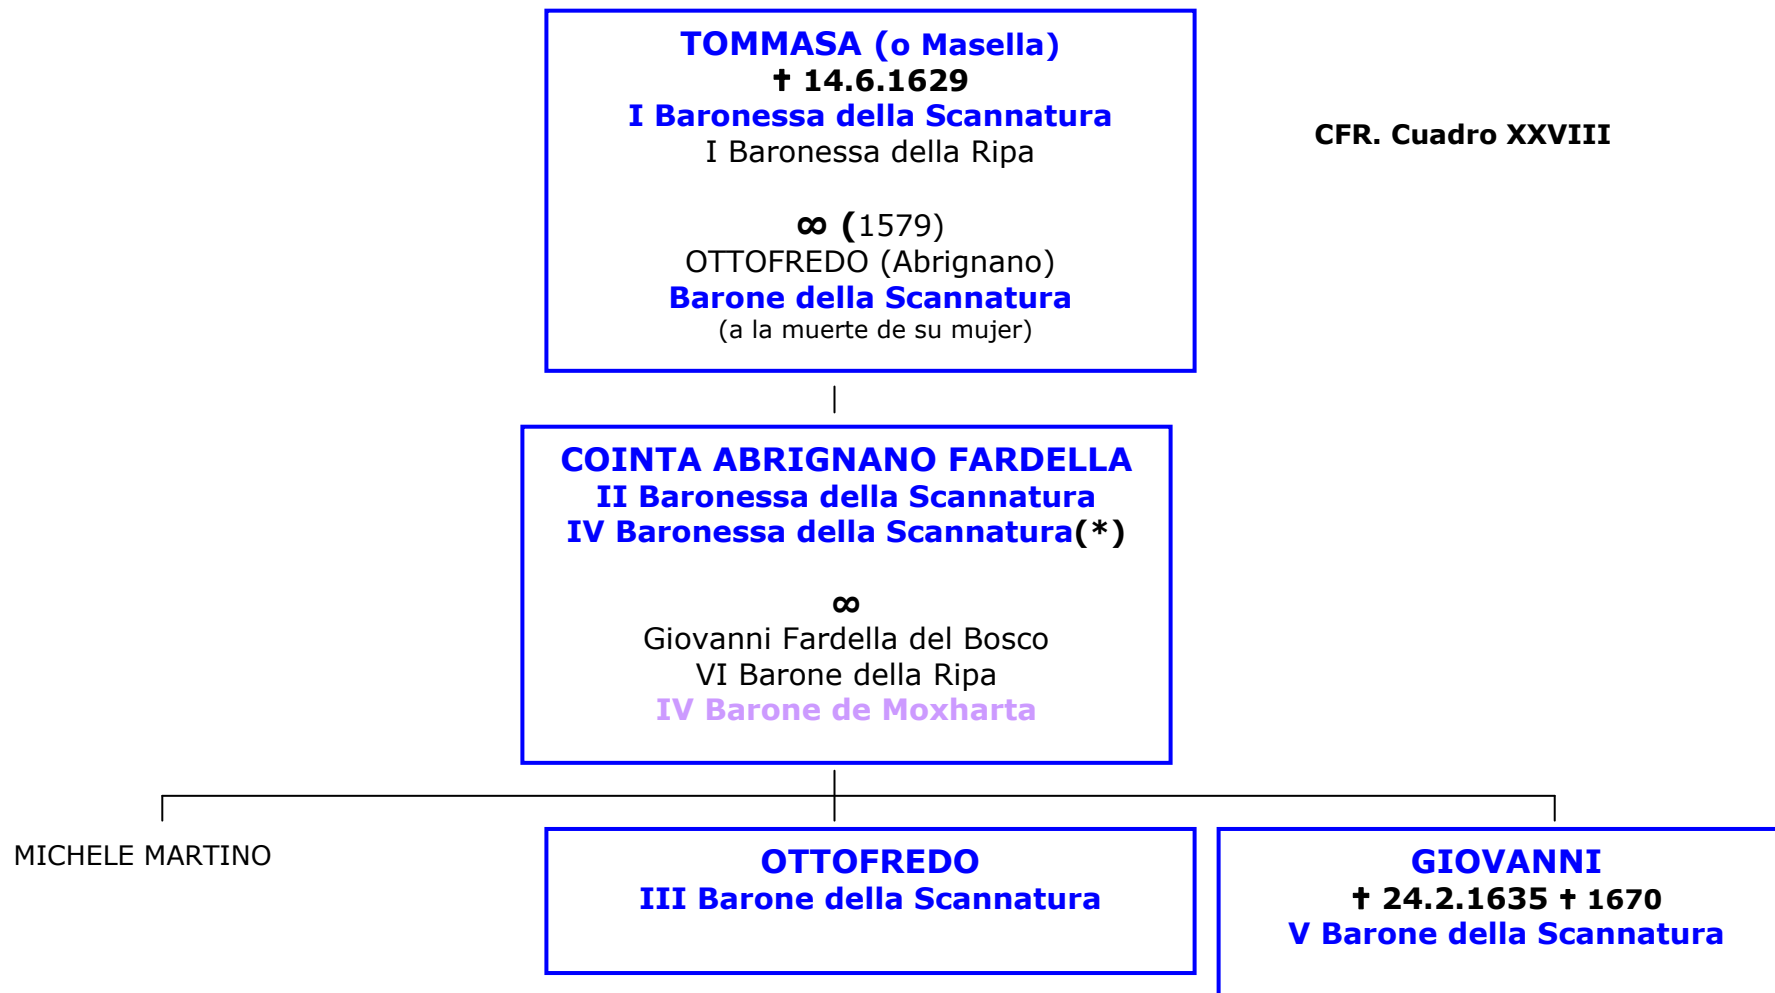 TOMMASA (o Masella)
✝ 14.6.1629
I Baronessa della Scannatura
I Baronessa della Ripa
CFR. Cuadro XXVIII
∞ (1579)
OTTOFREDO (Abrignano)
Barone della Scannatura
(a la muerte de su mujer)
COINTA ABRIGNANO FARDELLA
II Baronessa della Scannatura
IV Baronessa della Scannatura(*)
∞
Giovanni Fardella del Bosco
VI Barone della Ripa
IV Barone de Moxharta
MICHELE MARTINO
OTTOFREDO
III Barone della Scannatura
GIOVANNI
✝ 24.2.1635 ✝ 1670
V Barone della Scannatura